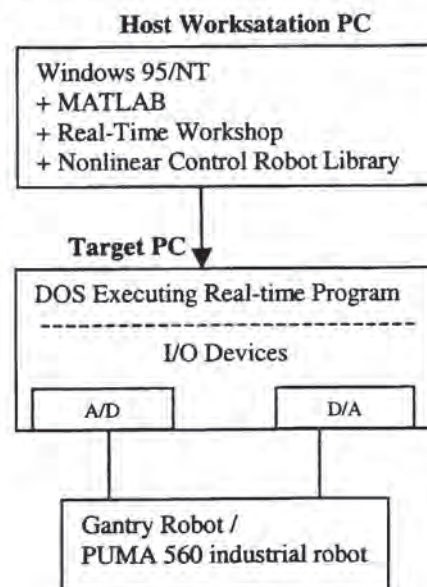 Host Worksatation PC
Windows 95/NT
+ MATLAB
+ Real-Time Workshop
+ Nonlinear Control Robot Library
Target PC
DOS Executing Real-time Program
I/O Devices
A/D
D/A
Gantry Robot /
PUMA 560 industrial robot